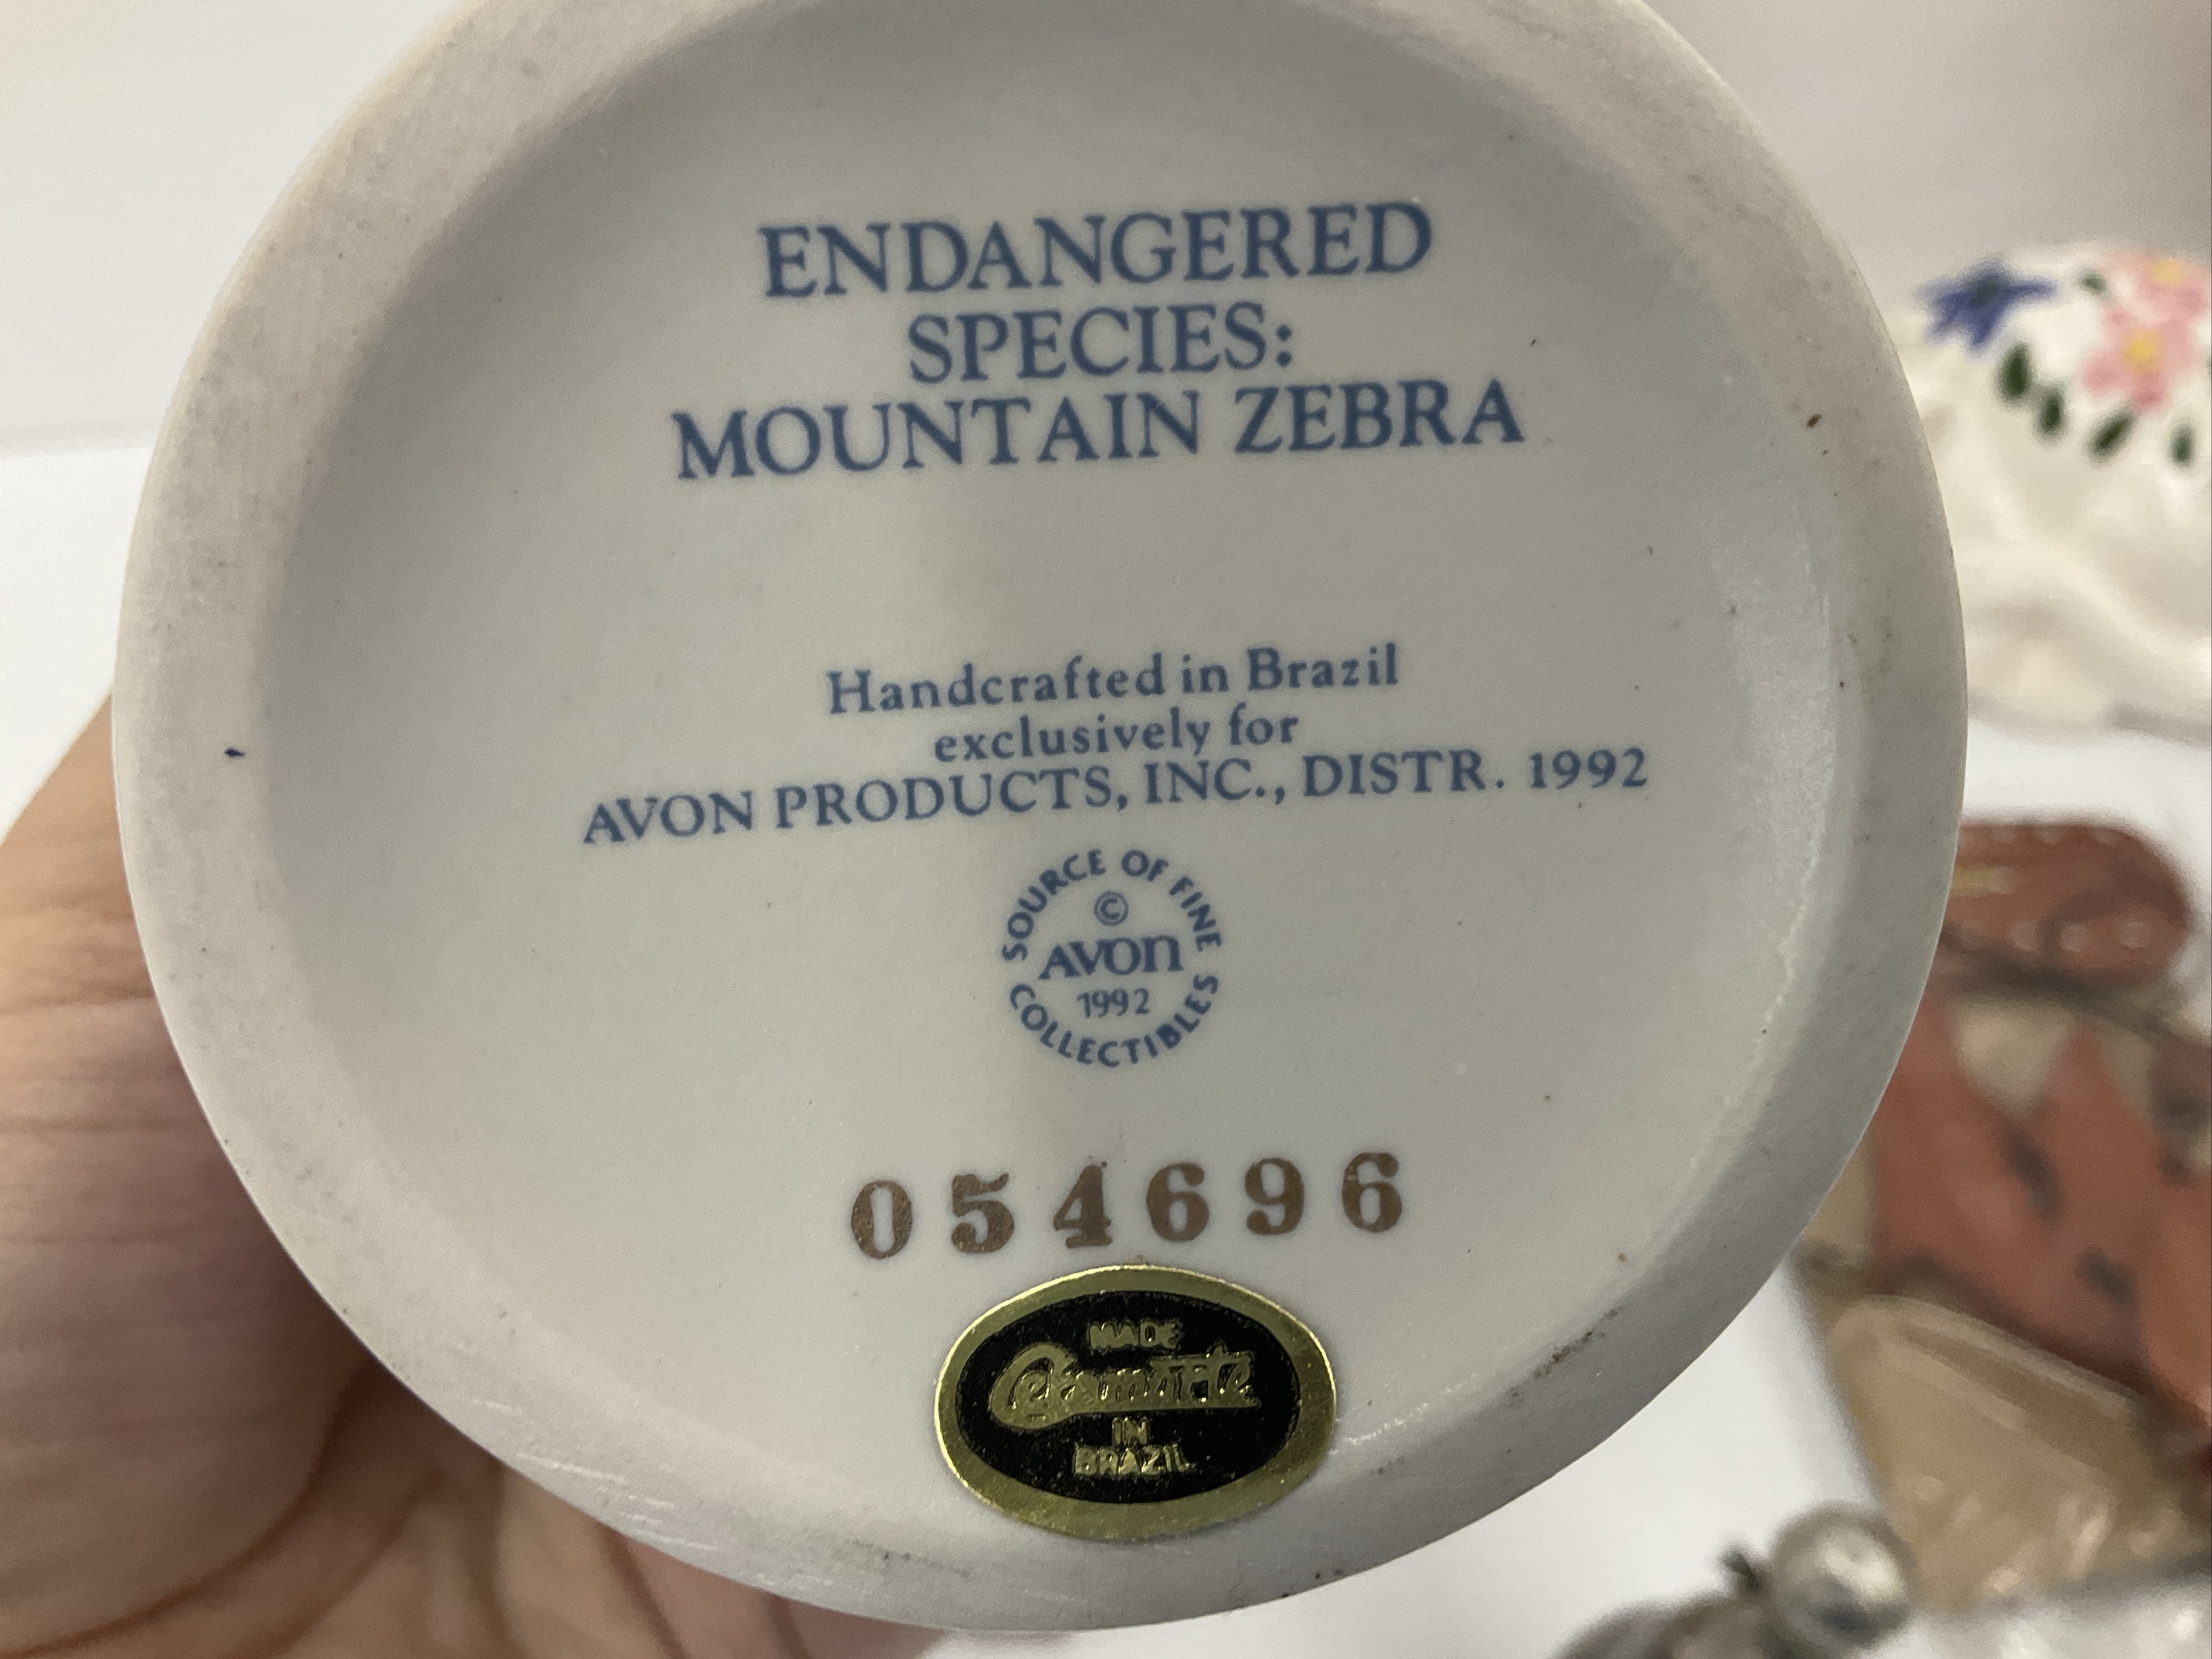 ENDANGERED
SPECIES:
MOUNTAIN ZEBRA
Handcrafted in Brazil
exclusively for
AVON PRODUCTS, INC., DISTR. 1992
SOURCE OF FINE
©
AVON
1992
COLLECTIBLES
054696
MADE
Ceramarte
IN
BRAZIL